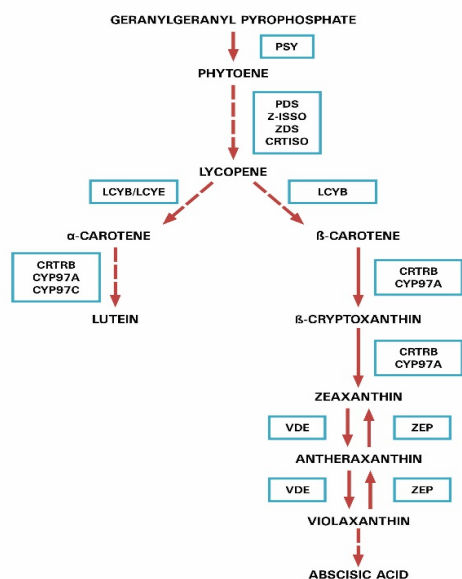 GERANYLGERANYL PYROPHOSPHATE
PSY
PHYTOENE
PDS
Z-ISSO
ZDS
CRTISO
LYCOPENE
LCYB/LCYE
LCYB
α-CAROTENE
ß-CAROTENE
CRTRB
CYP97A
CYP97C
CRTRB
CYP97A
LUTEIN
ß-CRYPTOXANTHIN
CRTRB
CYP97A
ZEAXANTHIN
VDE
ZEP
ANTHERAXANTHIN
VDE
ZEP
VIOLAXANTHIN
ABSCISIC ACID